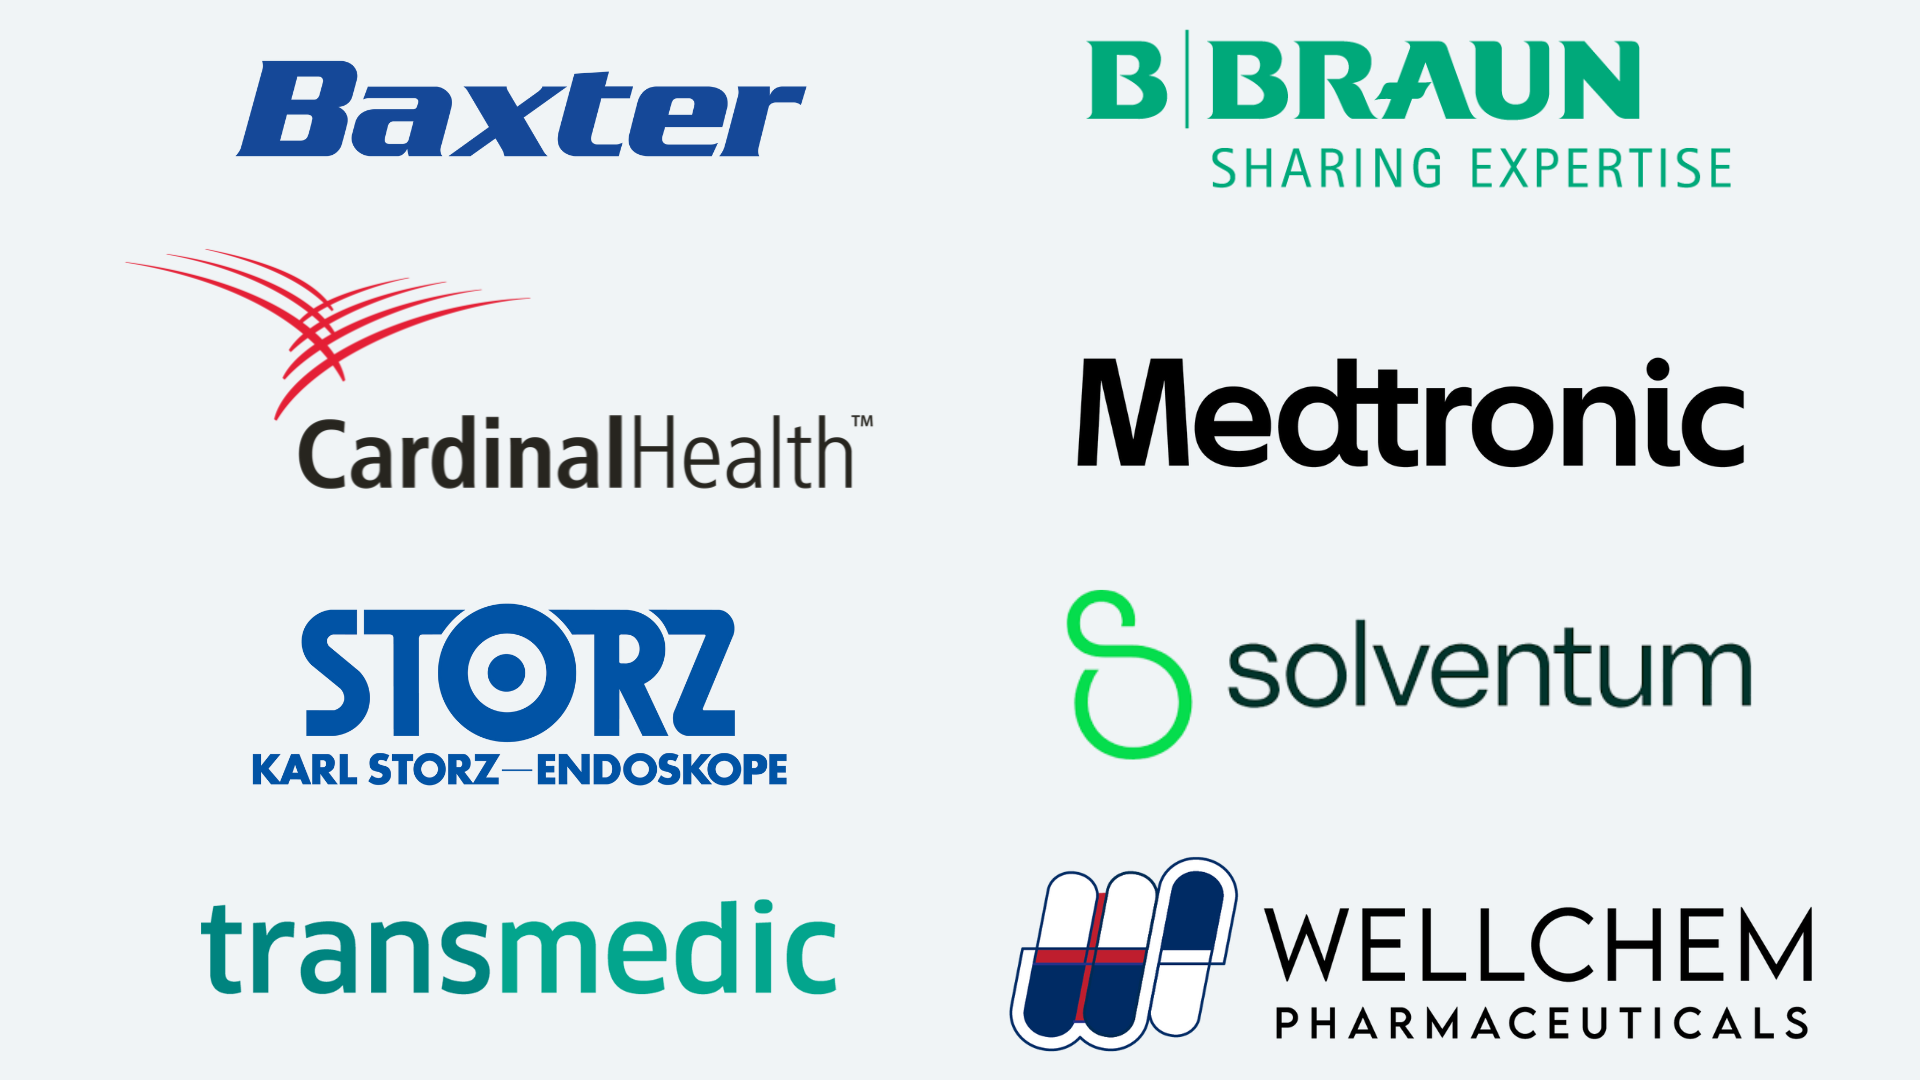 Baxter
B|BRAUN
SHARING EXPERTISE
CardinalHealth™
Medtronic
STORZ
KARL STORZ—ENDOSKOPE
solventum
transmedic
WELLCHEM
PHARMACEUTICALS